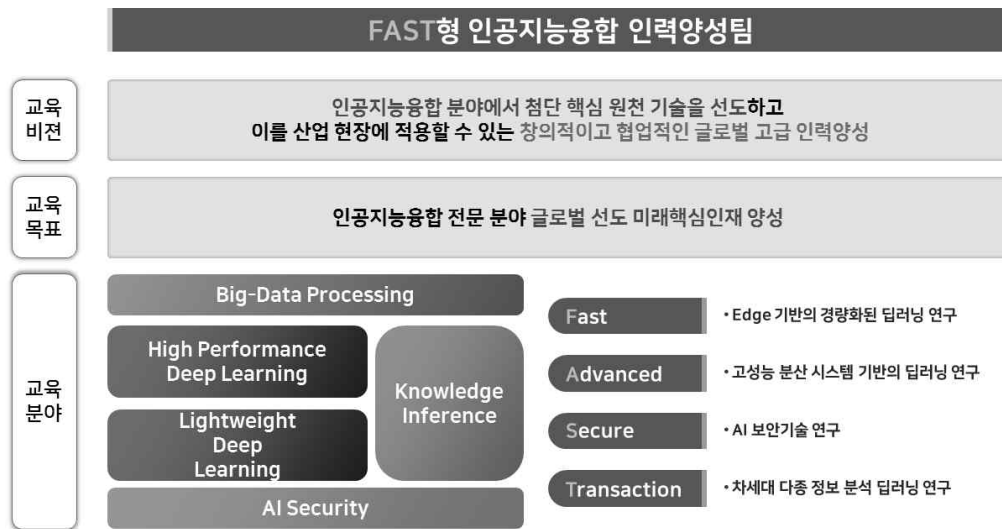 FAST형 인공지능융합 인력양성팀
교육
비젼
인공지능융합 분야에서 첨단 핵심 원천 기술을 선도하고
이를 산업 현장에 적용할 수 있는 창의적이고 협업적인 글로벌 고급 인력양성
교육
목표
인공지능융합 전문 분야 글로벌 선도 미래핵심인재 양성
교육
분야
Big-Data Processing
High Performance
Deep Learning
Lightweight
Deep
Learning
Knowledge
Inference
AI Security
Fast
• Edge 기반의 경량화된 딥러닝 연구
Advanced
• 고성능 분산 시스템 기반의 딥러닝 연구
Secure
• AI 보안기술 연구
Transaction
• 차세대 다종 정보 분석 딥러닝 연구